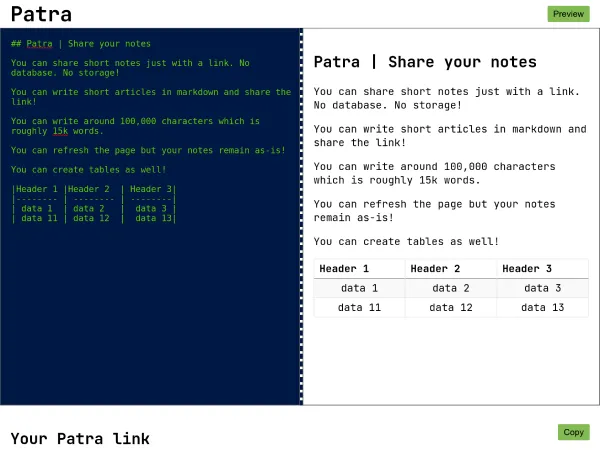 Patra
Preview
## Patra | Share your notes
You can share short notes just with a link. No
database. No storage!
You can write short articles in markdown and share the
link!
You can write around 100,000 characters which is
roughly 15k words.
You can refresh the page but your notes remain as-is!
You can create tables as well!
|Header 1 |Header 2  | Header 3|
|-------- | -------- | --------|
| data 1  | data 2   |  data 3 |
| data 11 | data 12  |  data 13|
Patra | Share your notes
You can share short notes just with a link.
No database. No storage!
You can write short articles in markdown and
share the link!
You can write around 100,000 characters
which is roughly 15k words.
You can refresh the page but your notes
remain as-is!
You can create tables as well!
Header 1 Header 2 Header 3
data 1 data 2 data 3
data 11 data 12 data 13
Your Patra link
Copy